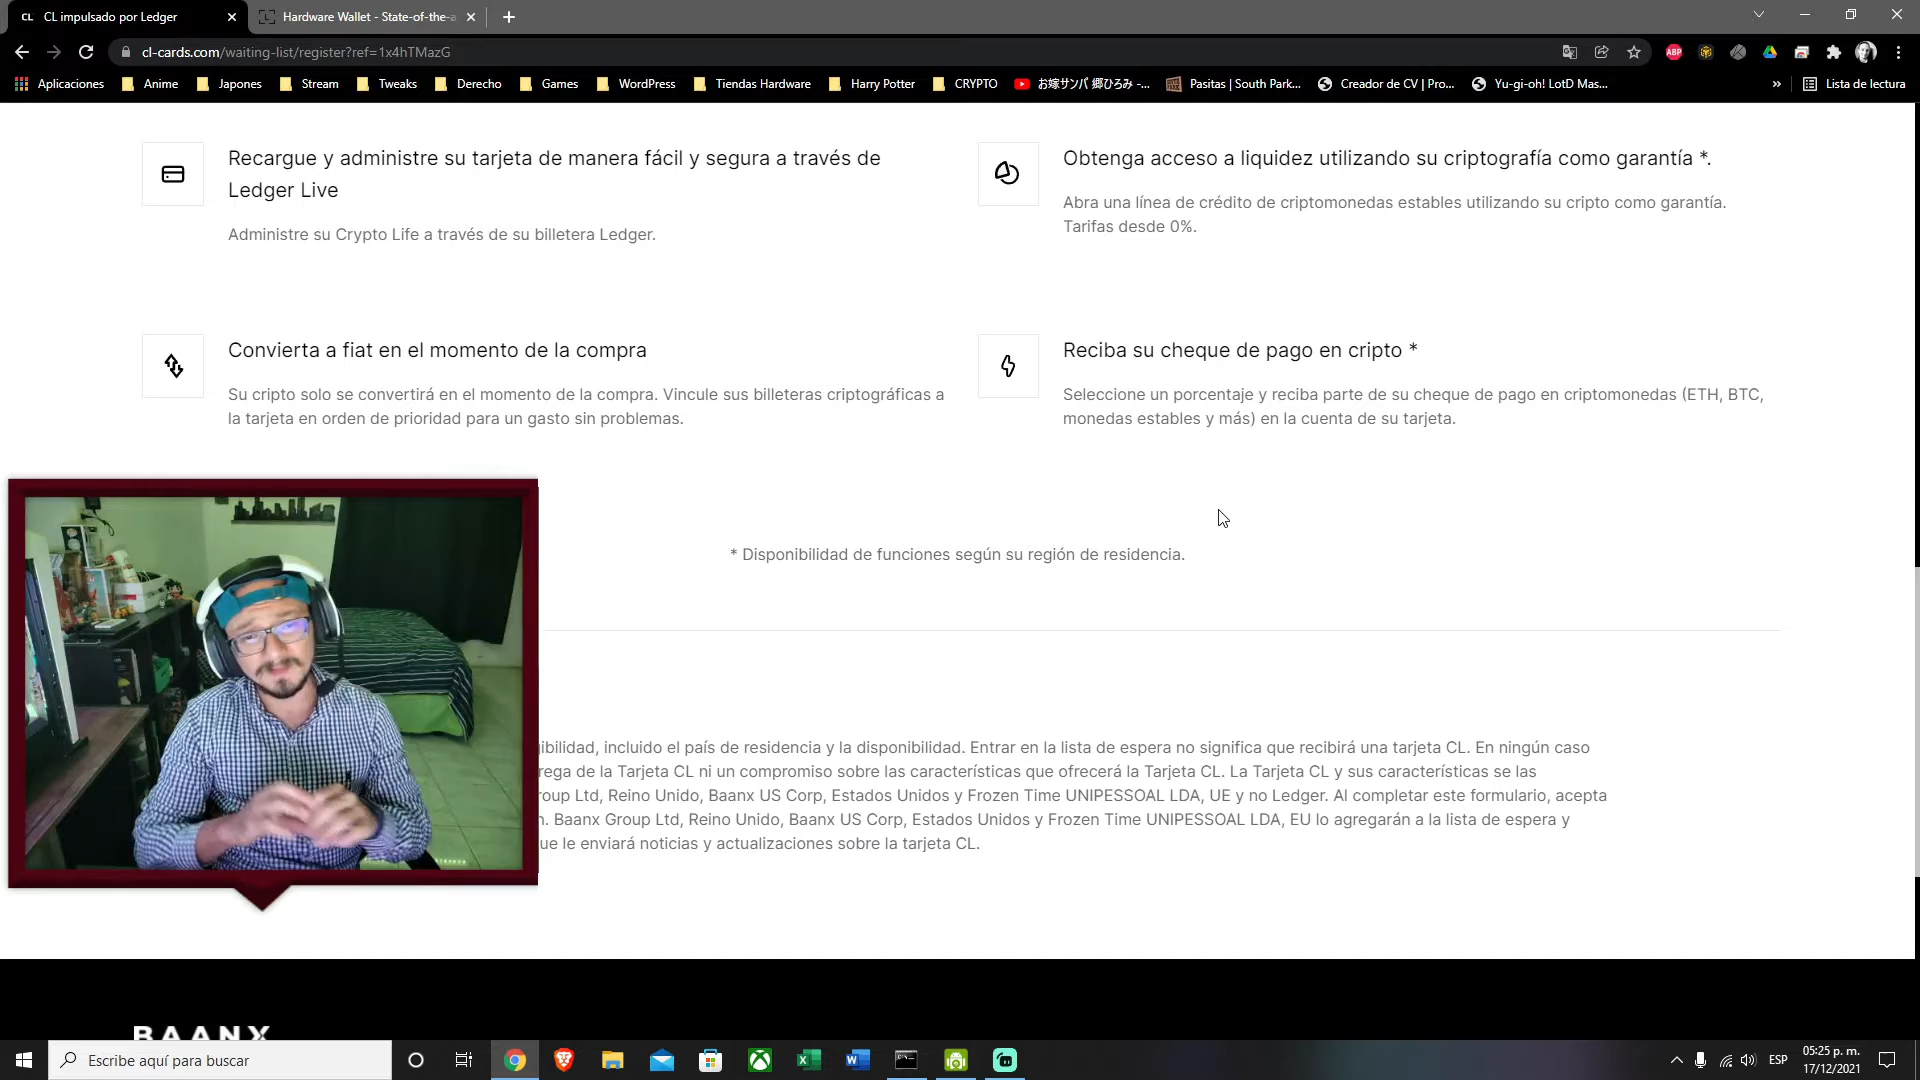 CL CL impulsado por Ledger
Hardware Wallet - State-of-the-a
cl-cards.com/waiting-list/register?ref=1x4hTMazG
ABP
Aplicaciones Anime Japones Stream Tweaks Derecho Games WordPress Tiendas Hardware Harry Potter CRYPTO お嫁サンバ 郷ひろみ -... Pasitas | South Park... Creador de CV | Pro... Yu-gi-oh! LotD Mas... » Lista de lectura
Recargue y administre su tarjeta de manera fácil y segura a través de
Ledger Live
Administre su Crypto Life a través de su billetera Ledger.
Obtenga acceso a liquidez utilizando su criptografía como garantía *.
Abra una línea de crédito de criptomonedas estables utilizando su cripto como garantía.
Tarifas desde 0%.
Convierta a fiat en el momento de la compra
Su cripto solo se convertirá en el momento de la compra. Vincule sus billeteras criptográficas a
la tarjeta en orden de prioridad para un gasto sin problemas.
Reciba su cheque de pago en cripto *
Seleccione un porcentaje y reciba parte de su cheque de pago en criptomonedas (ETH, BTC,
monedas estables y más) en la cuenta de su tarjeta.
* Disponibilidad de funciones según su región de residencia.
gibilidad, incluido el país de residencia y la disponibilidad. Entrar en la lista de espera no significa que recibirá una tarjeta CL. En ningún caso
rega de la Tarjeta CL ni un compromiso sobre las características que ofrecerá la Tarjeta CL. La Tarjeta CL y sus características se las
roup Ltd, Reino Unido, Baanx US Corp, Estados Unidos y Frozen Time UNIPESSOAL LDA, UE y no Ledger. Al completar este formulario, acepta
n. Baanx Group Ltd, Reino Unido, Baanx US Corp, Estados Unidos y Frozen Time UNIPESSOAL LDA, EU lo agregarán a la lista de espera y
ue le enviará noticias y actualizaciones sobre la tarjeta CL.
BAANX
Escribe aquí para buscar
ESP
05:25 p. m.
17/12/2021